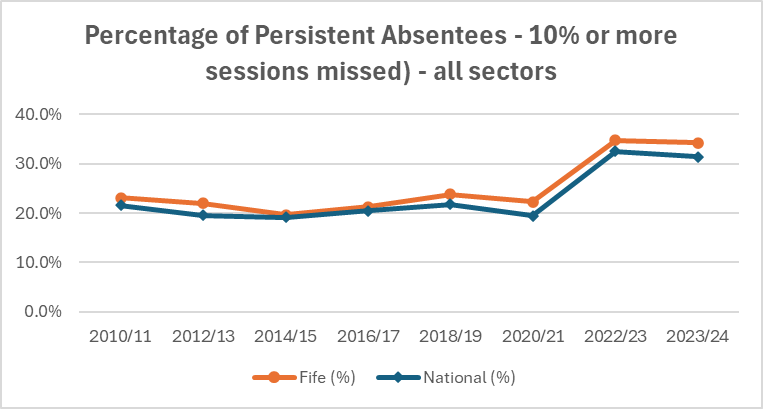 Percentage of Persistent Absentees - 10% or more
sessions missed) - all sectors
40.0%
30.0%
20.0%
10.0%
0.0%
2010/11 2012/13 2014/15 2016/17 2018/19 2020/21 2022/23 2023/24
Fife (%) National (%)